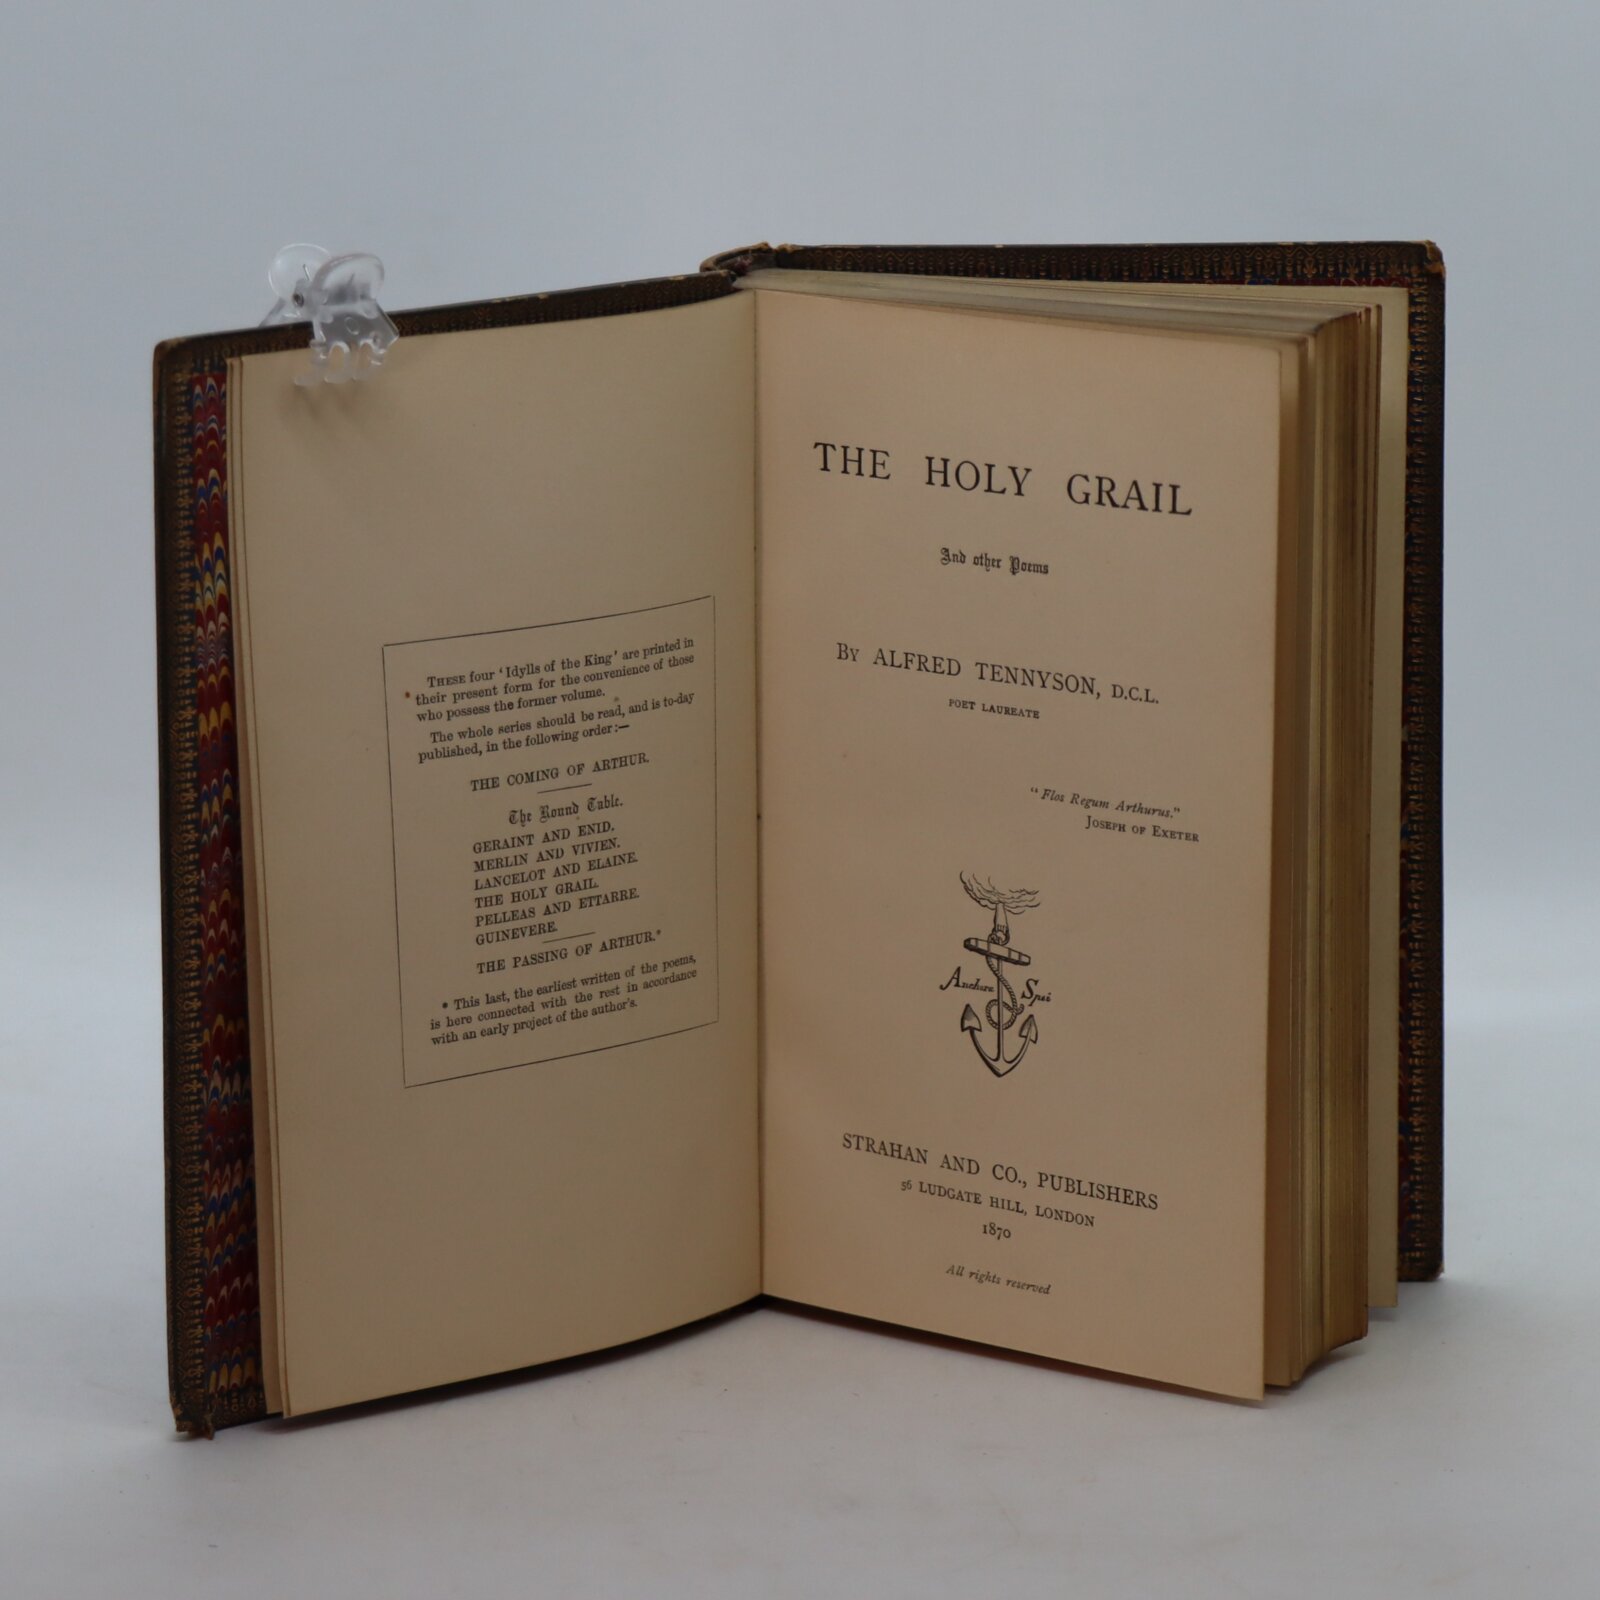 THESE four 'Idylls of the King' are printed in
their present form for the convenience of those
who possess the former volume.
The whole series should be read, and is to-day
published, in the following order:—
THE COMING OF ARTHUR.
The Round Table.
GERAINT AND ENID.
MERLIN AND VIVIEN.
LANCELOT AND ELAINE.
THE HOLY GRAIL.
PELLEAS AND ETTARRE.
GUINEVERE.
THE PASSING OF ARTHUR.*
* This last, the earliest written of the poems,
is here connected with the rest in accordance
with an early project of the author's.
THE HOLY GRAIL
And other Poems
BY ALFRED TENNYSON, D.C.L.
POET LAUREATE
"Flos Regum Arthurus."
JOSEPH OF EXETER
Anchora Spei
STRAHAN AND CO., PUBLISHERS
56 LUDGATE HILL, LONDON
1870
All rights reserved